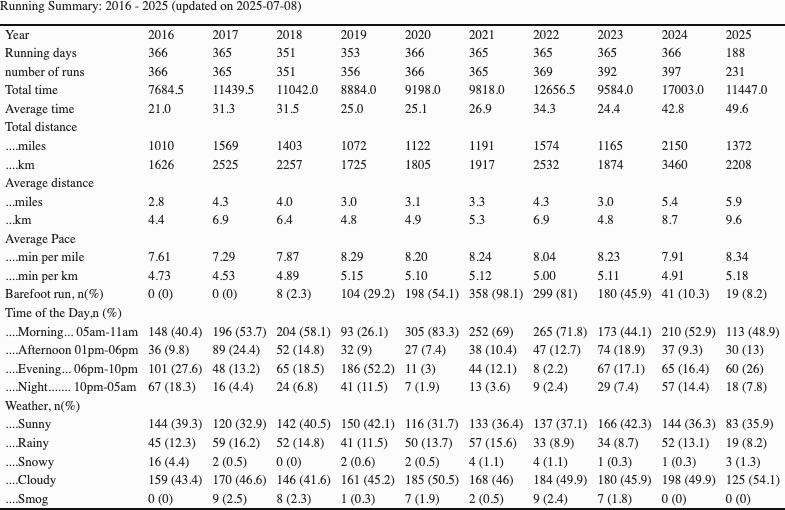 Running Summary: 2016 - 2025 (updated on 2025-07-08)
Year 2016 2017 2018 2019 2020 2021 2022 2023 2024 2025
Running days 366 365 351 353 366 365 365 365 366 188
number of runs 366 365 351 356 366 365 369 392 397 231
Total time 7684.5 11439.5 11042.0 8884.0 9198.0 9818.0 12656.5 9584.0 17003.0 11447.0
Average time 21.0 31.3 31.5 25.0 25.1 26.9 34.3 24.4 42.8 49.6
Total distance
....miles 1010 1569 1403 1072 1122 1191 1574 1165 2150 1372
....km 1626 2525 2257 1725 1805 1917 2532 1874 3460 2208
Average distance
...miles 2.8 4.3 4.0 3.0 3.1 3.3 4.3 3.0 5.4 5.9
...km 4.4 6.9 6.4 4.8 4.9 5.3 6.9 4.8 8.7 9.6
Average Pace
....min per mile 7.61 7.29 7.87 8.29 8.20 8.24 8.04 8.23 7.91 8.34
....min per km 4.73 4.53 4.89 5.15 5.10 5.12 5.00 5.11 4.91 5.18
Barefoot run, n(%) 0 (0) 0 (0) 8 (2.3) 104 (29.2) 198 (54.1) 358 (98.1) 299 (81) 180 (45.9) 41 (10.3) 19 (8.2)
Time of the Day,n (%)
....Morning... 05am-11am 148 (40.4) 196 (53.7) 204 (58.1) 93 (26.1) 305 (83.3) 252 (69) 265 (71.8) 173 (44.1) 210 (52.9) 113 (48.9)
....Afternoon 01pm-06pm 36 (9.8) 89 (24.4) 52 (14.8) 32 (9) 27 (7.4) 38 (10.4) 47 (12.7) 74 (18.9) 37 (9.3) 30 (13)
....Evening... 06pm-10pm 101 (27.6) 48 (13.2) 65 (18.5) 186 (52.2) 11 (3) 44 (12.1) 8 (2.2) 67 (17.1) 65 (16.4) 60 (26)
....Night....... 10pm-05am 67 (18.3) 16 (4.4) 24 (6.8) 41 (11.5) 7 (1.9) 13 (3.6) 9 (2.4) 29 (7.4) 57 (14.4) 18 (7.8)
Weather, n(%)
....Sunny 144 (39.3) 120 (32.9) 142 (40.5) 150 (42.1) 116 (31.7) 133 (36.4) 137 (37.1) 166 (42.3) 144 (36.3) 83 (35.9)
....Rainy 45 (12.3) 59 (16.2) 52 (14.8) 41 (11.5) 50 (13.7) 57 (15.6) 33 (8.9) 34 (8.7) 52 (13.1) 19 (8.2)
....Snowy 16 (4.4) 2 (0.5) 0 (0) 2 (0.6) 2 (0.5) 4 (1.1) 4 (1.1) 1 (0.3) 1 (0.3) 3 (1.3)
....Cloudy 159 (43.4) 170 (46.6) 146 (41.6) 161 (45.2) 185 (50.5) 168 (46) 184 (49.9) 180 (45.9) 198 (49.9) 125 (54.1)
....Smog 0 (0) 9 (2.5) 8 (2.3) 1 (0.3) 7 (1.9) 2 (0.5) 9 (2.4) 7 (1.8) 0 (0) 0 (0)